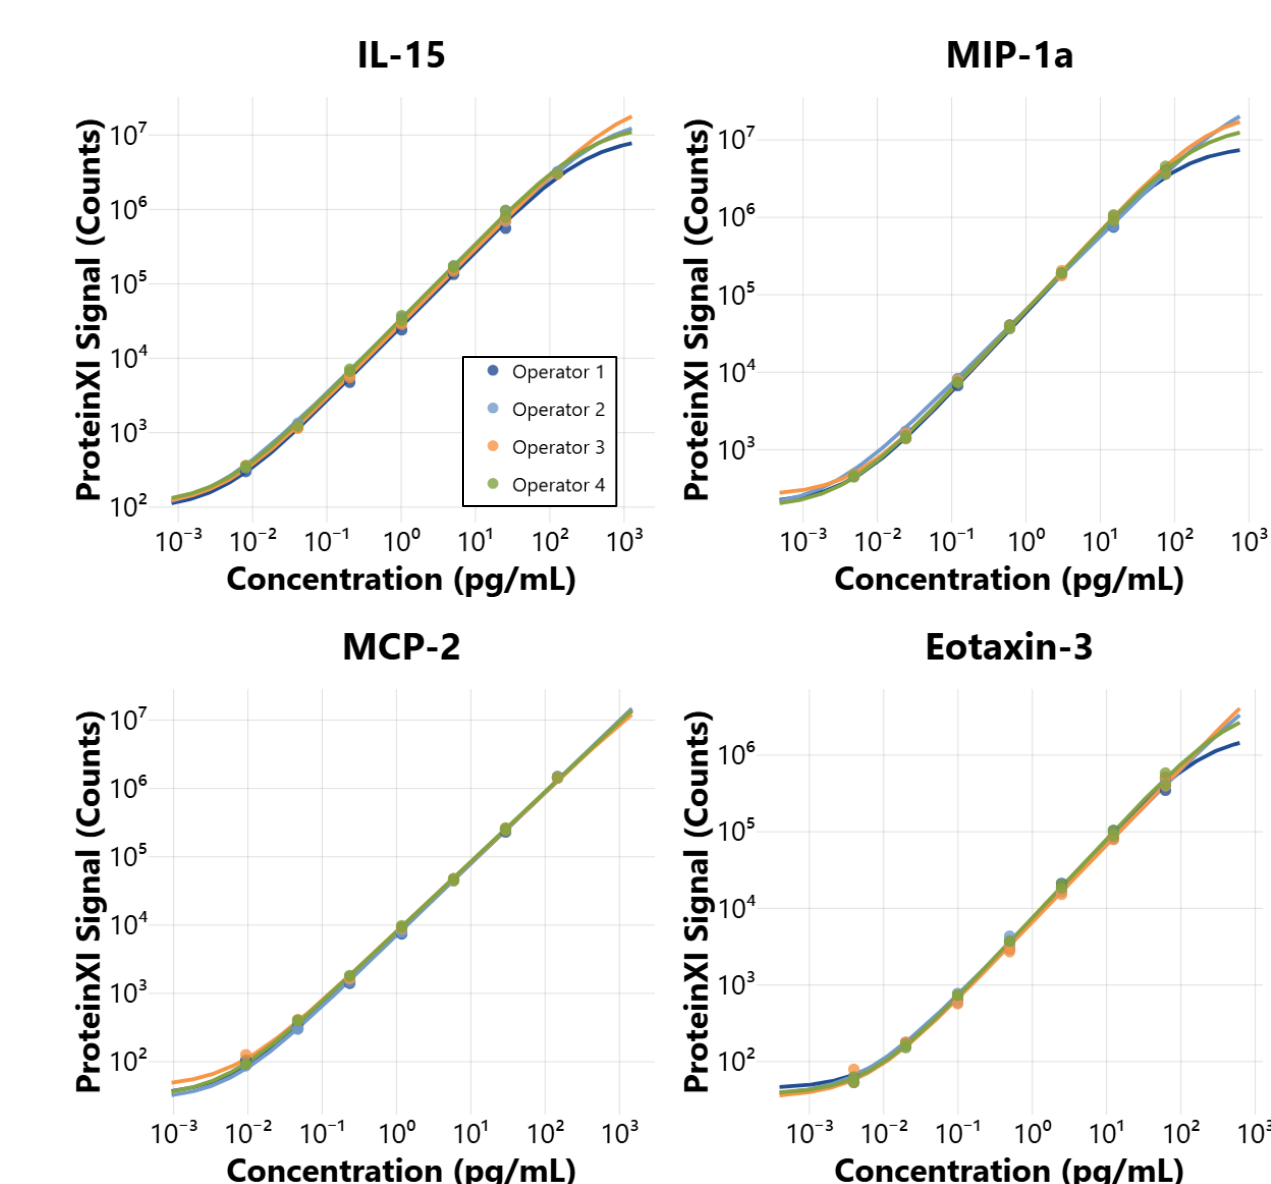 IL-15
ProteinXI Signal (Counts)
10⁷
10⁶
10⁵
10⁴
10³
10²
Operator 1
Operator 2
Operator 3
Operator 4
10⁻³ 10⁻² 10⁻¹ 10⁰ 10¹ 10² 10³
Concentration (pg/mL)
MIP-1a
ProteinXI Signal (Counts)
10⁷
10⁶
10⁵
10⁴
10³
10⁻³ 10⁻² 10⁻¹ 10⁰ 10¹ 10² 10³
Concentration (pg/mL)
MCP-2
ProteinXI Signal (Counts)
10⁷
10⁶
10⁵
10⁴
10³
10²
10⁻³ 10⁻² 10⁻¹ 10⁰ 10¹ 10² 10³
Concentration (pg/mL)
Eotaxin-3
ProteinXI Signal (Counts)
10⁶
10⁵
10⁴
10³
10²
10⁻³ 10⁻² 10⁻¹ 10⁰ 10¹ 10² 10³
Concentration (pg/mL)